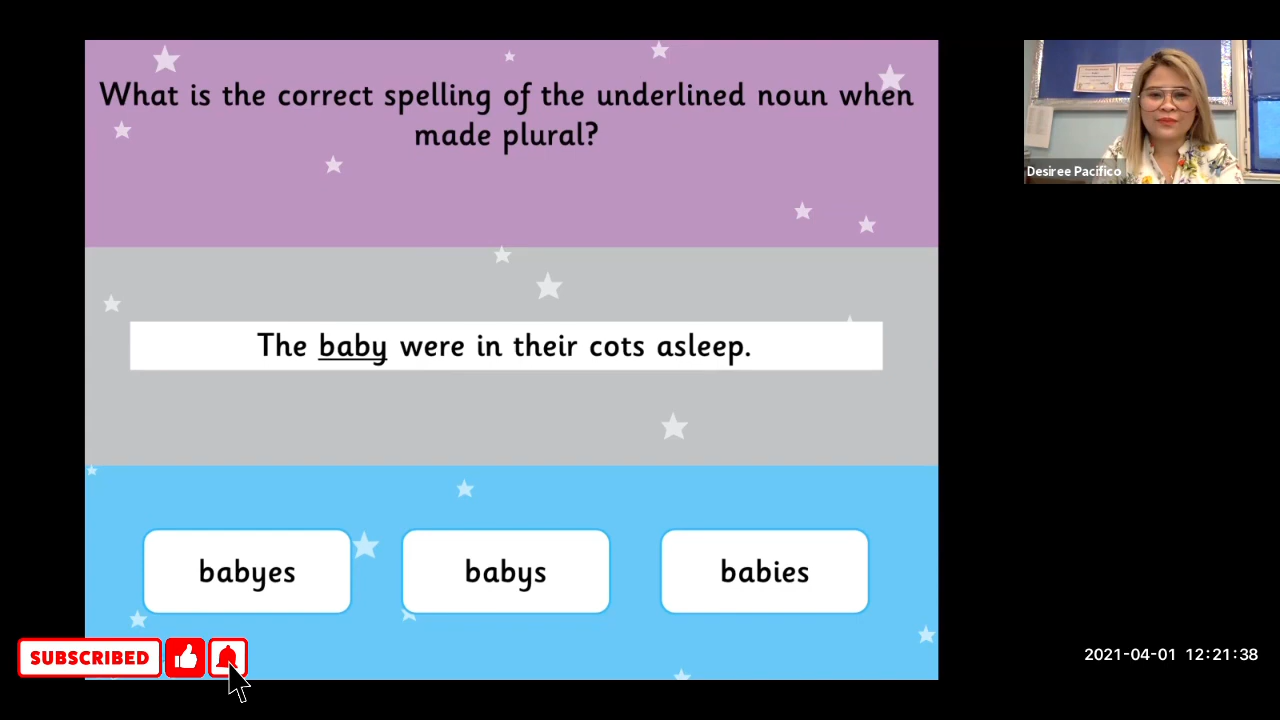 What is the correct spelling of the underlined noun when
made plural?
Desiree Pacifico
The baby were in their cots asleep.
babyes
babys
babies
SUBSCRIBED
2021-04-01 12:21:38